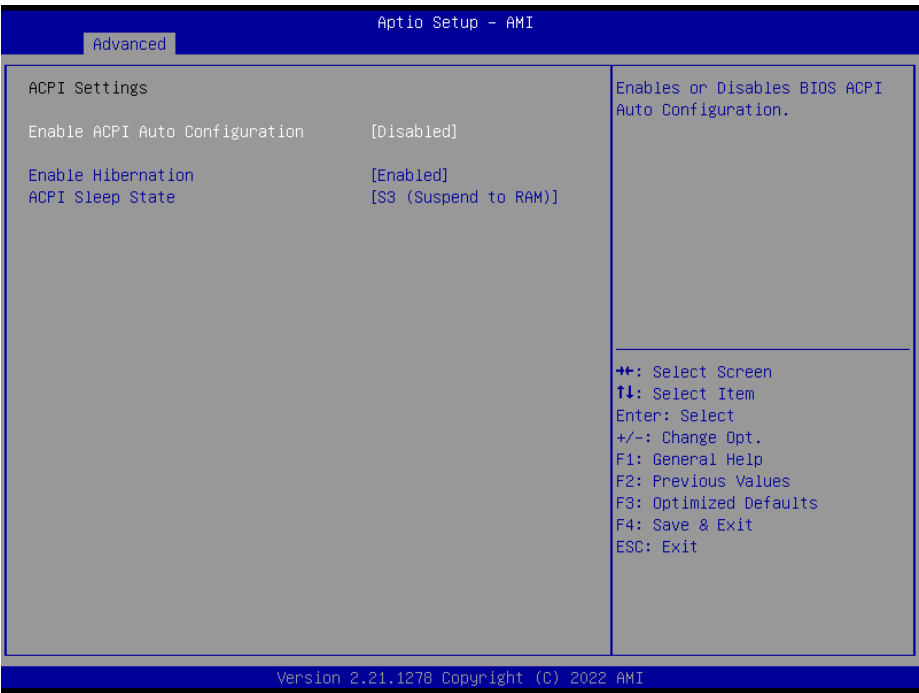 Aptio Setup – AMI
Advanced
ACPI Settings
Enable ACPI Auto Configuration [Disabled]
Enable Hibernation [Enabled]
ACPI Sleep State [S3 (Suspend to RAM)]
Enables or Disables BIOS ACPI
Auto Configuration.
→←: Select Screen
↑↓: Select Item
Enter: Select
+/-: Change Opt.
F1: General Help
F2: Previous Values
F3: Optimized Defaults
F4: Save & Exit
ESC: Exit
Version 2.21.1278 Copyright (C) 2022 AMI